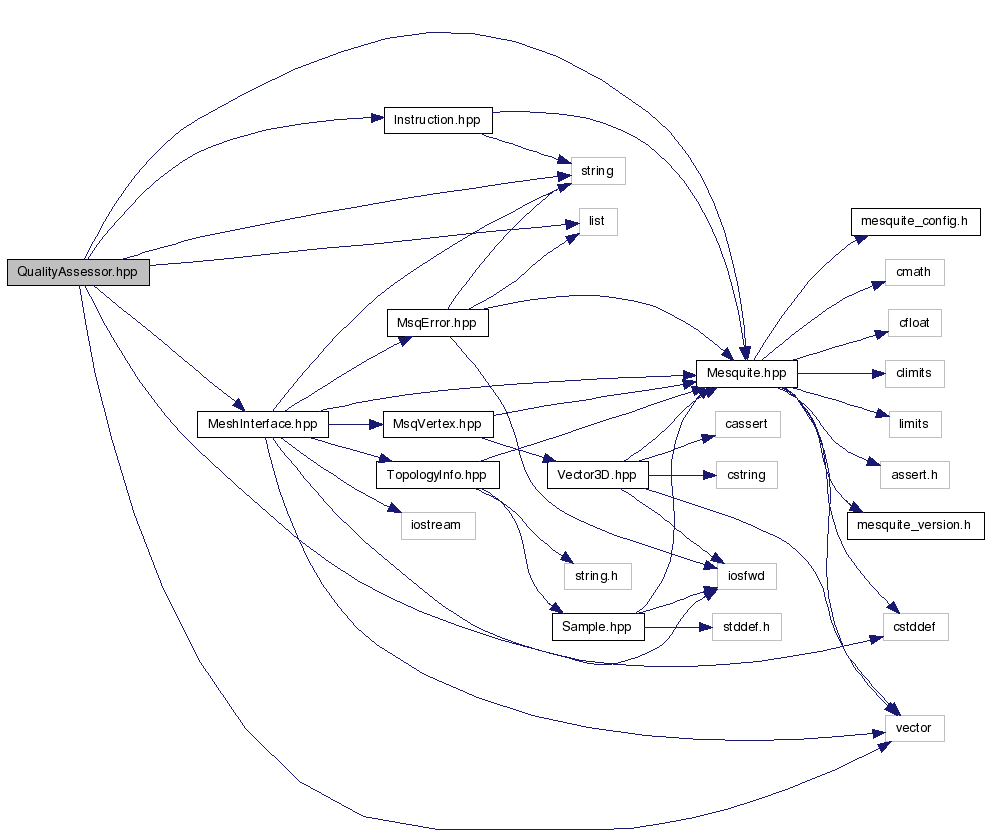 Instruction.hpp
string
list
mesquite_config.h
QualityAssessor.hpp
cmath
MsqError.hpp
cfloat
Mesquite.hpp
climits
MeshInterface.hpp
MsqVertex.hpp
cassert
limits
TopologyInfo.hpp
Vector3D.hpp
cstring
assert.h
iostream
mesquite_version.h
string.h
iosfwd
Sample.hpp
stddef.h
cstddef
vector